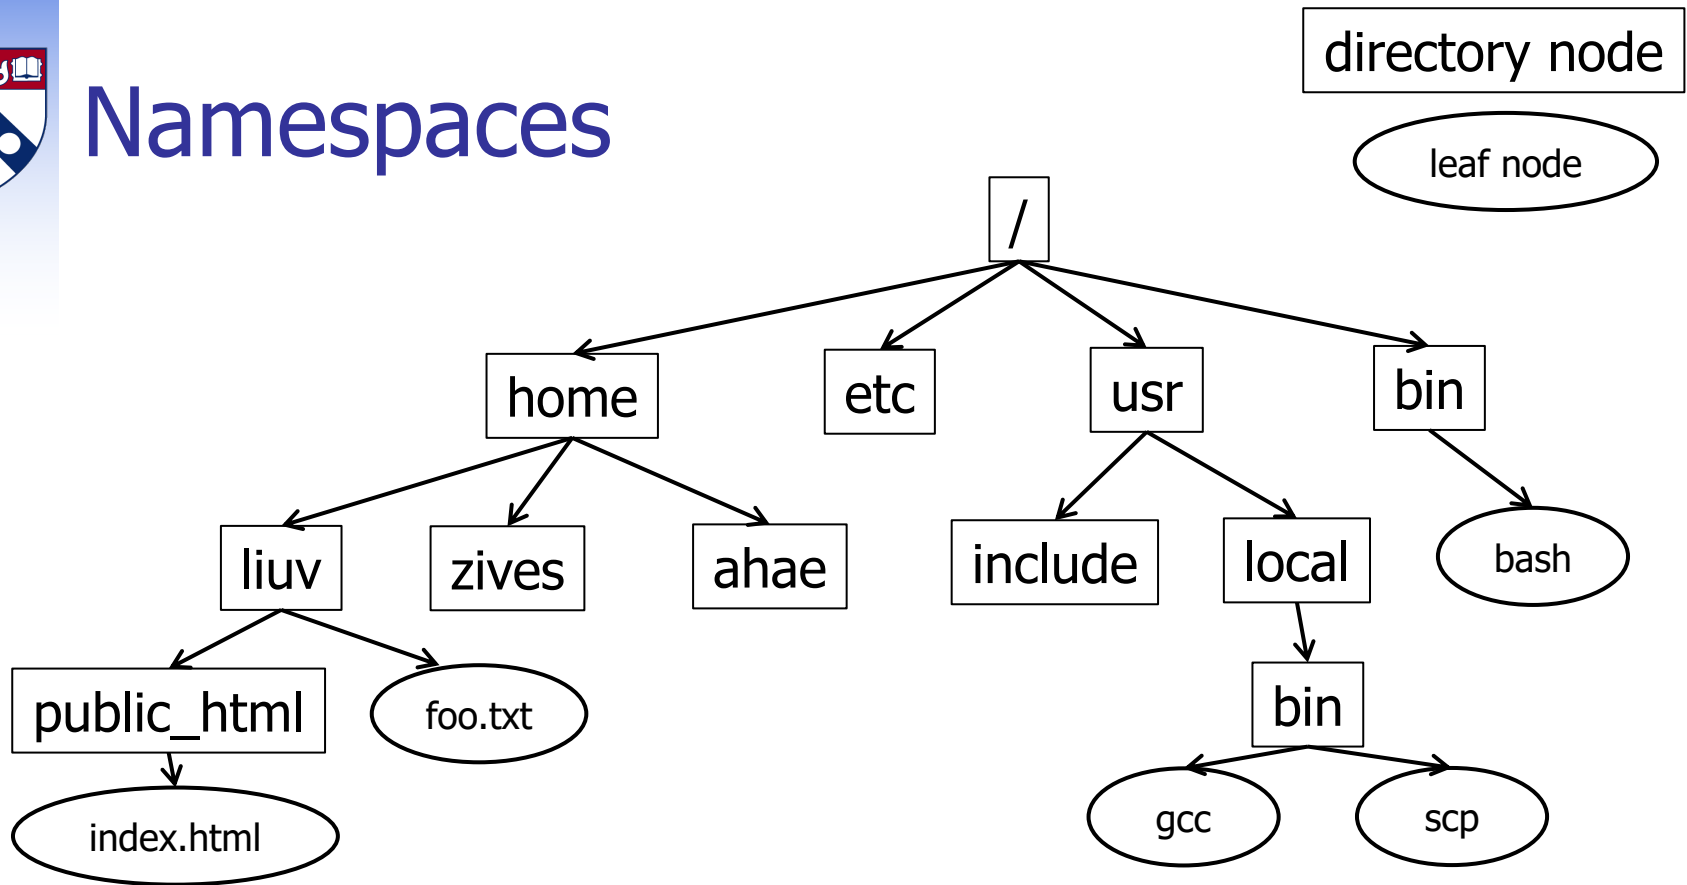 directory node
Namespaces
leaf node
/
home
etc
usr
bin
liuv
zives
ahae
include
local
bash
public_html
foo.txt
bin
index.html
gcc
scp